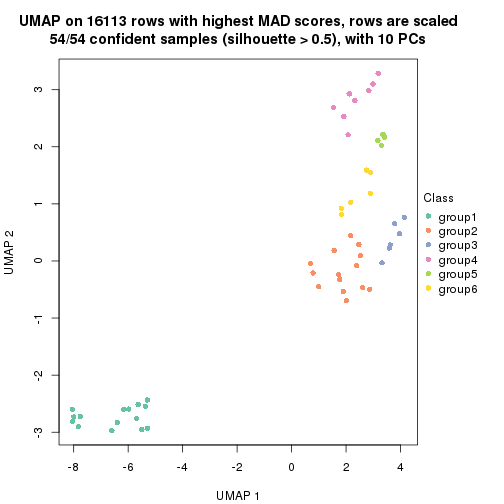 UMAP on 16113 rows with highest MAD scores, rows are scaled
54/54 confident samples (silhouette > 0.5), with 10 PCs
3
2
1
0
-1
-2
-3
UMAP 2
-8
-6
-4
-2
0
2
4
UMAP 1
Class
group1
group2
group3
group4
group5
group6